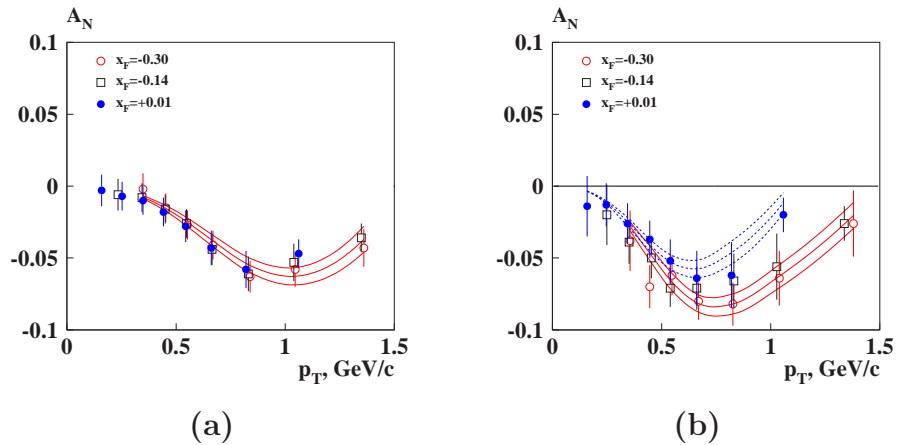 A_N
0.1
x_F=-0.30
x_F=-0.14
x_F=+0.01
0.05
0
-0.05
-0.1
0 0.5 1 1.5
p_T, GeV/c
(a)
A_N
0.1
x_F=-0.30
x_F=-0.14
x_F=+0.01
0.05
0
-0.05
-0.1
0 0.5 1 1.5
p_T, GeV/c
(b)